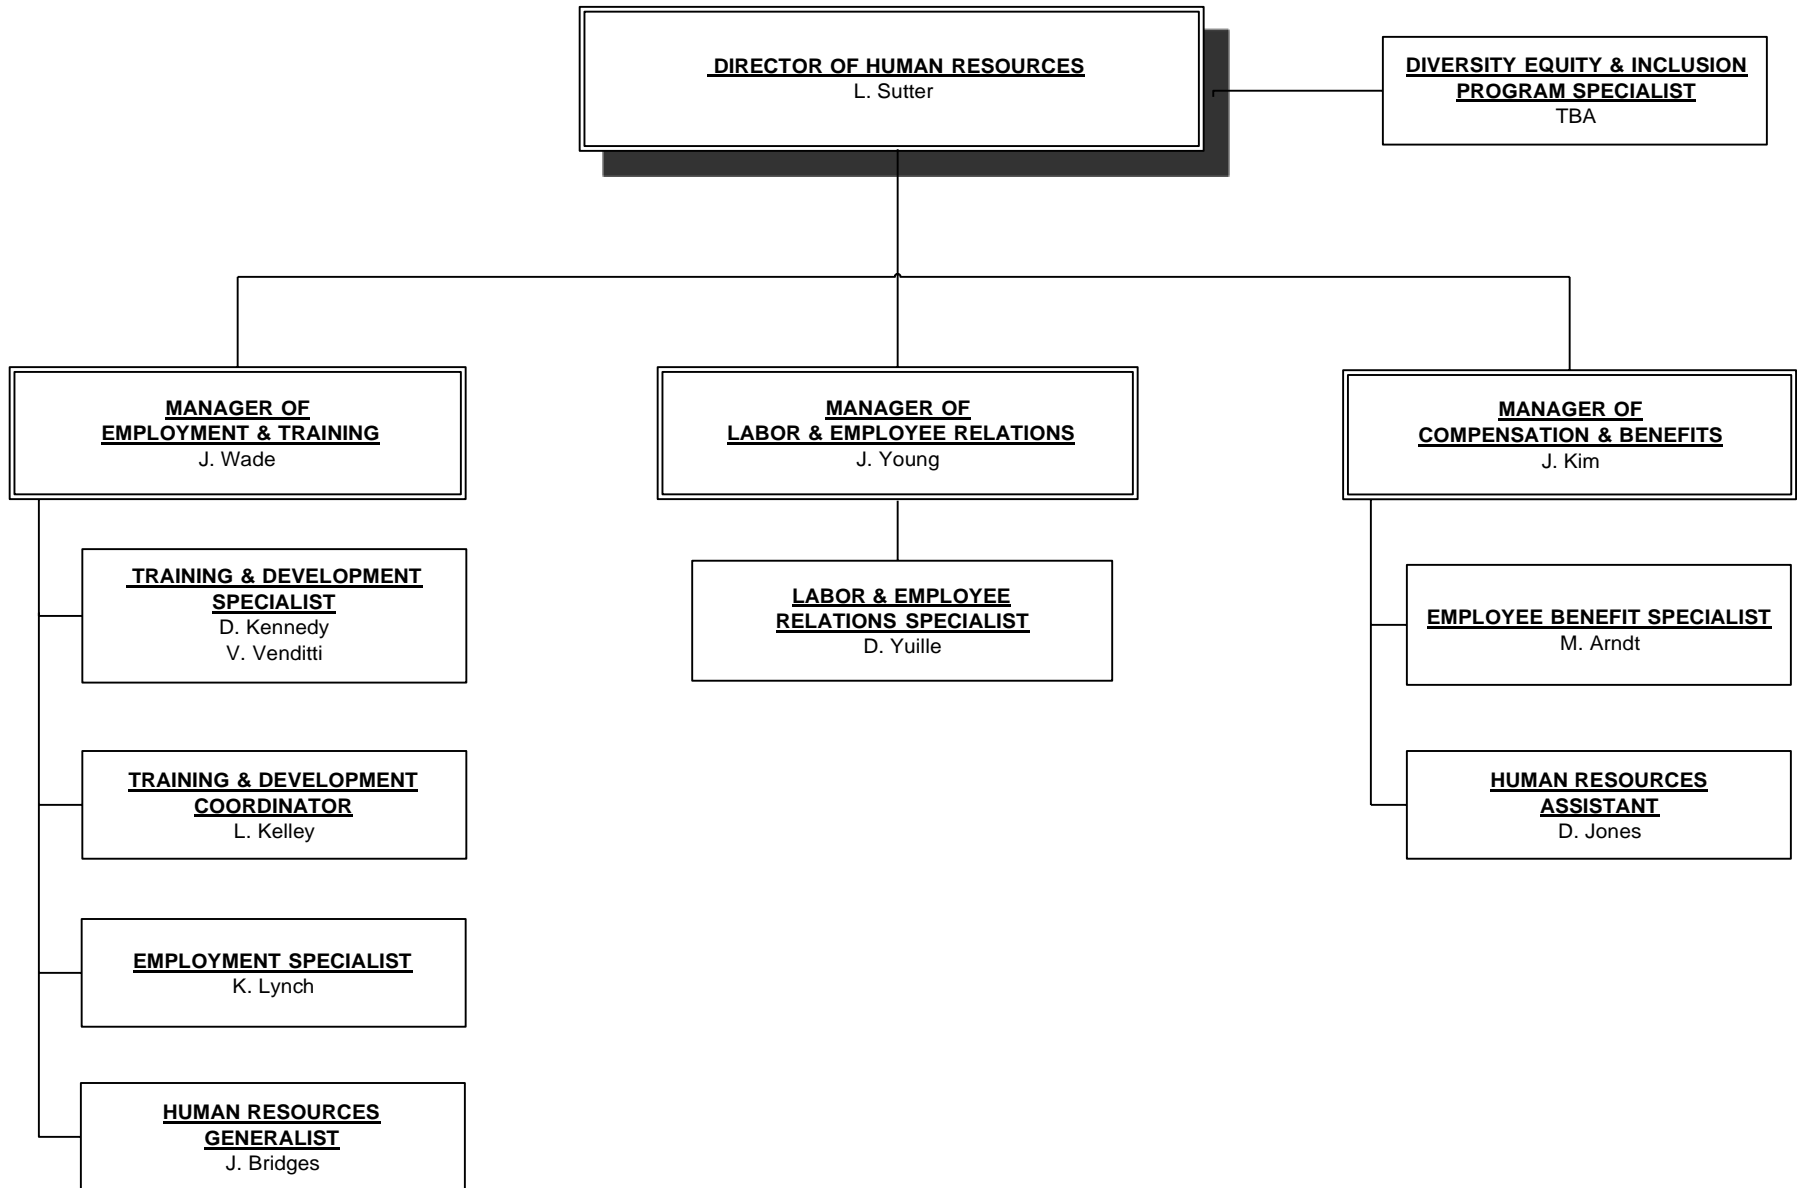 DIRECTOR OF HUMAN RESOURCES
L. Sutter
DIVERSITY EQUITY & INCLUSION
PROGRAM SPECIALIST
TBA
MANAGER OF
EMPLOYMENT & TRAINING
J. Wade
MANAGER OF
LABOR & EMPLOYEE RELATIONS
J. Young
MANAGER OF
COMPENSATION & BENEFITS
J. Kim
TRAINING & DEVELOPMENT
SPECIALIST
D. Kennedy
V. Venditti
TRAINING & DEVELOPMENT
COORDINATOR
L. Kelley
EMPLOYMENT SPECIALIST
K. Lynch
HUMAN RESOURCES
GENERALIST
J. Bridges
LABOR & EMPLOYEE
RELATIONS SPECIALIST
D. Yuille
EMPLOYEE BENEFIT SPECIALIST
M. Arndt
HUMAN RESOURCES
ASSISTANT
D. Jones